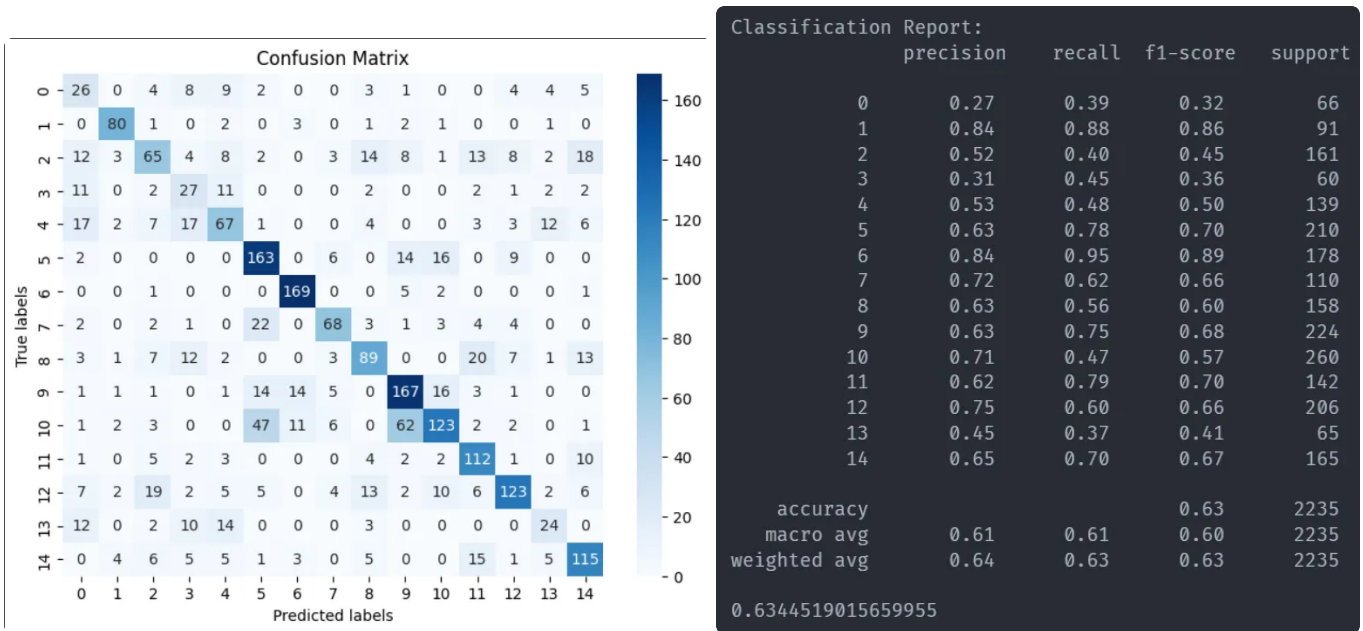 Confusion Matrix
True labels
0 26 0 4 8 9 2 0 0 3 1 0 0 4 4 5
1 0 80 1 0 2 0 3 0 1 2 1 0 0 1 0
2 12 3 65 4 8 2 0 3 14 8 1 13 8 2 18
3 11 0 2 27 11 0 0 0 2 0 0 2 1 2 2
4 17 2 7 17 67 1 0 0 4 0 0 3 3 12 6
5 2 0 0 0 0 163 0 6 0 14 16 0 9 0 0
6 0 0 1 0 0 0 169 0 0 5 2 0 0 0 1
7 2 0 2 1 0 22 0 68 3 1 3 4 4 0 0
8 3 1 7 12 2 0 0 3 89 0 0 20 7 1 13
9 1 1 1 0 1 14 14 5 0 167 16 3 1 0 0
10 1 2 3 0 0 47 11 6 0 62 123 2 2 0 1
11 1 0 5 2 3 0 0 0 4 2 2 112 1 0 10
12 7 2 19 2 5 5 0 4 13 2 10 6 123 2 6
13 12 0 2 10 14 0 0 0 3 0 0 0 0 24 0
14 0 4 6 5 5 1 3 0 5 0 0 15 1 5 115
0 1 2 3 4 5 6 7 8 9 10 11 12 13 14
Predicted labels
160
140
120
100
80
60
40
20
0
Classification Report:
precision recall f1-score support
0 0.27 0.39 0.32 66
1 0.84 0.88 0.86 91
2 0.52 0.40 0.45 161
3 0.31 0.45 0.36 60
4 0.53 0.48 0.50 139
5 0.63 0.78 0.70 210
6 0.84 0.95 0.89 178
7 0.72 0.62 0.66 110
8 0.63 0.56 0.60 158
9 0.63 0.75 0.68 224
10 0.71 0.47 0.57 260
11 0.62 0.79 0.70 142
12 0.75 0.60 0.66 206
13 0.45 0.37 0.41 65
14 0.65 0.70 0.67 165
accuracy 0.63 2235
macro avg 0.61 0.61 0.60 2235
weighted avg 0.64 0.63 0.63 2235
0.6344519015659955